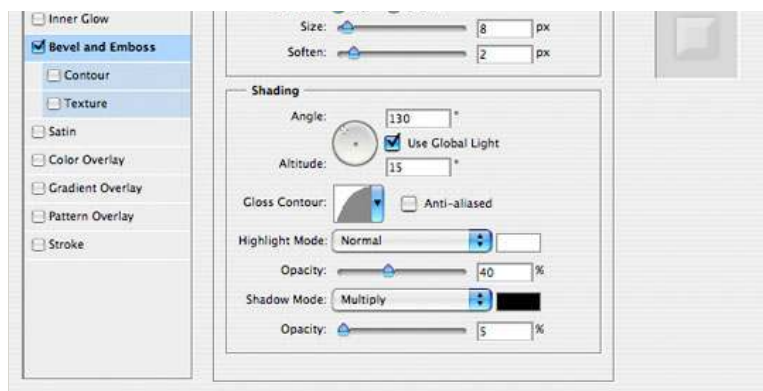 Inner Glow
Bevel and Emboss
Contour
Texture
Satin
Color Overlay
Gradient Overlay
Pattern Overlay
Stroke
Size: 8 px
Soften: 2 px
Shading
Angle: 130 °
Use Global Light
Altitude: 15 °
Gloss Contour: Anti-aliased
Highlight Mode: Normal
Opacity: 40 %
Shadow Mode: Multiply
Opacity: 5 %